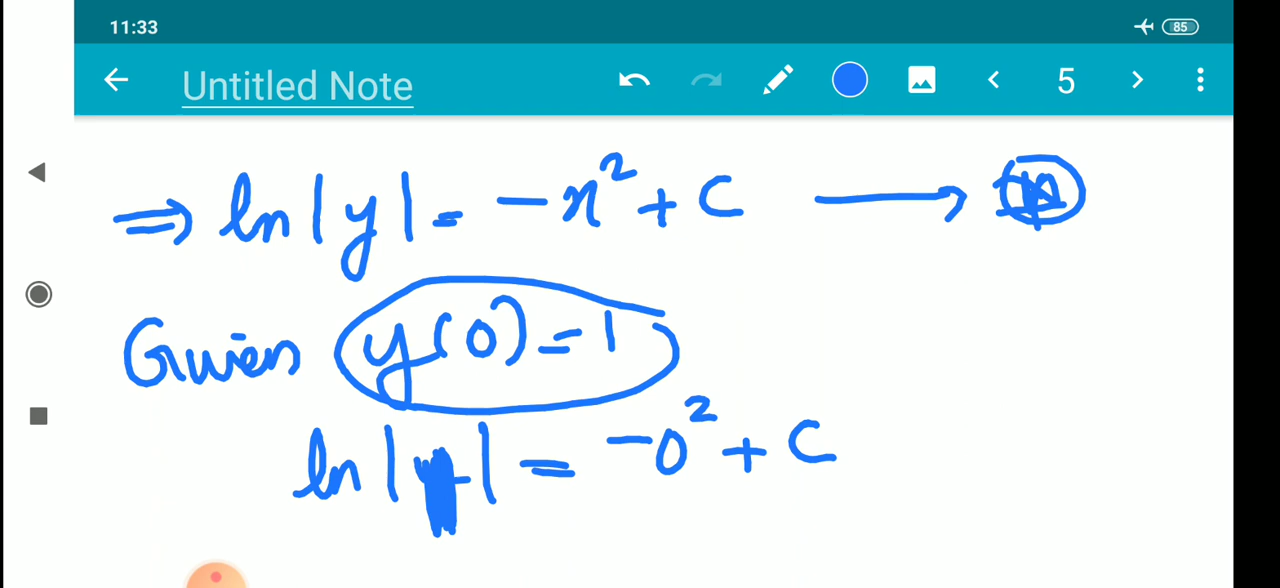 11:33
85
Untitled Note
5
⇒ ln|y| = -x² + C ⟶
Given y(0) = 1
ln|1| = -0² + C